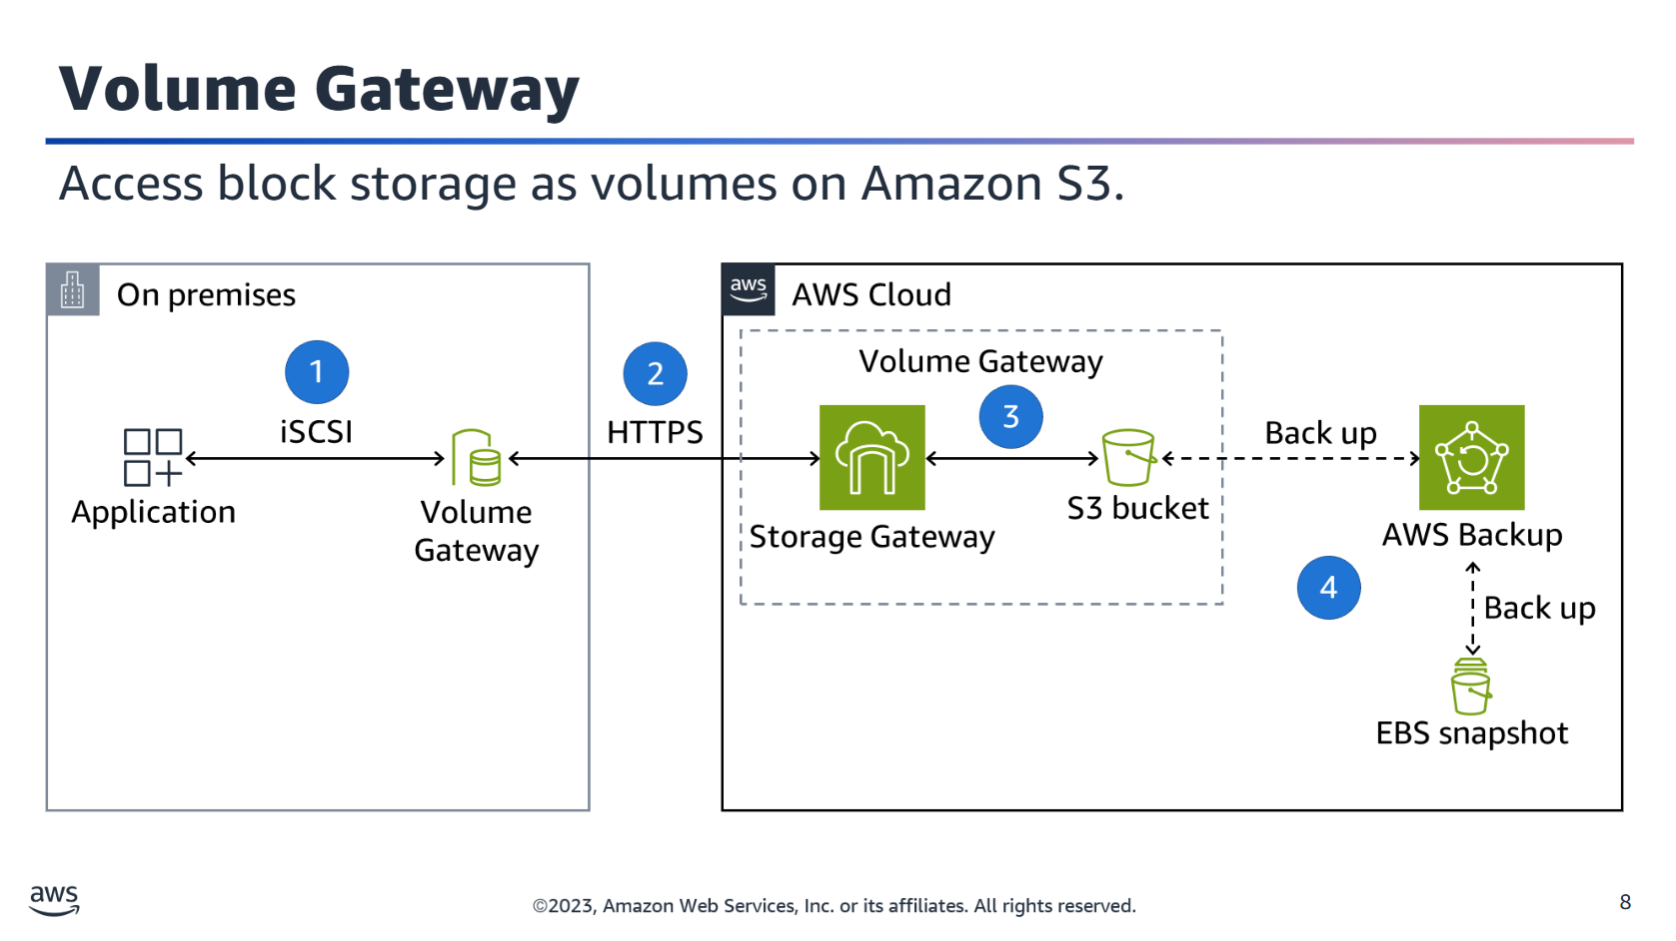 Volume Gateway
Access block storage as volumes on Amazon S3.
On premises
1
iSCSI
Application
Volume
Gateway
2
HTTPS
aws
AWS Cloud
Volume Gateway
3
Storage Gateway
S3 bucket
Back up
AWS Backup
4
Back up
EBS snapshot
aws
©2023, Amazon Web Services, Inc. or its affiliates. All rights reserved.
8